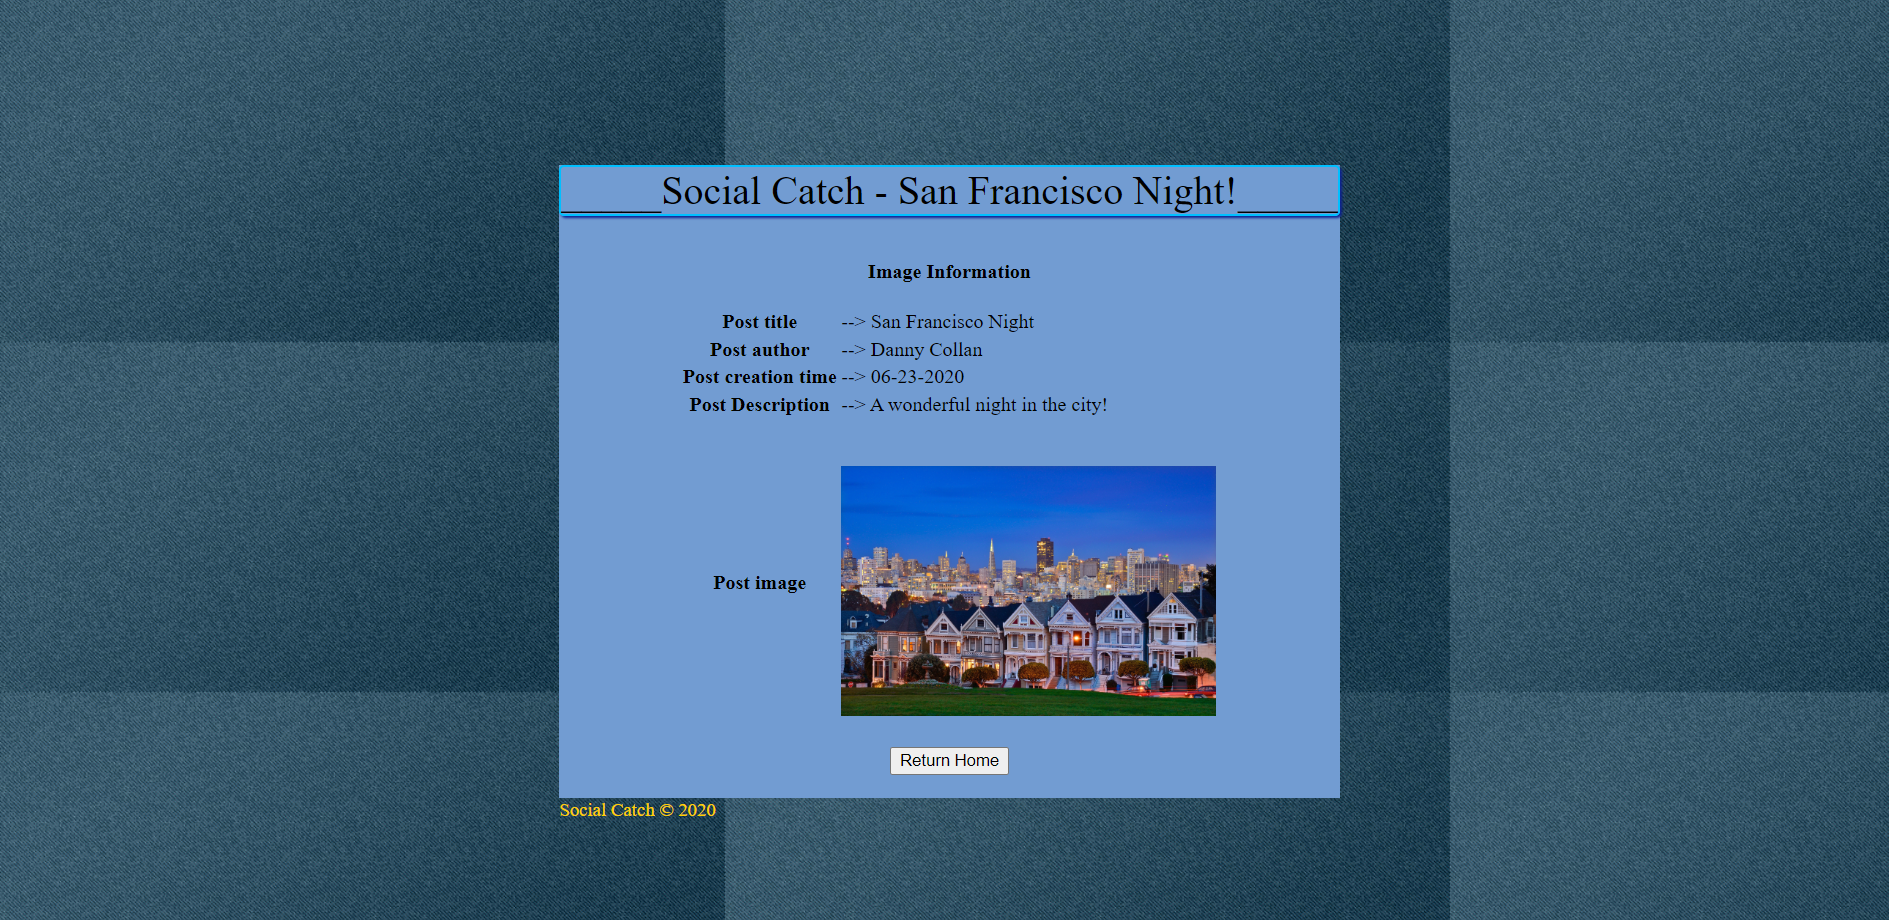 ______Social Catch - San Francisco Night!______
Image Information
Post title --> San Francisco Night
Post author --> Danny Collan
Post creation time --> 06-23-2020
Post Description --> A wonderful night in the city!
Post image
Return Home
Social Catch © 2020